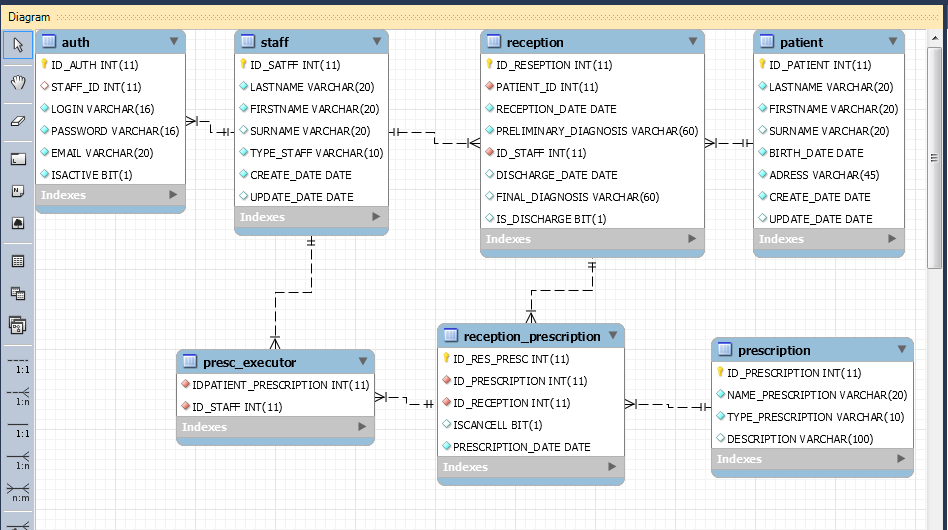 Diagram
auth
ID_AUTH INT(11)
STAFF_ID INT(11)
LOGIN VARCHAR(16)
PASSWORD VARCHAR(16)
EMAIL VARCHAR(20)
ISACTIVE BIT(1)
Indexes
staff
ID_SATFF INT(11)
LASTNAME VARCHAR(20)
FIRSTNAME VARCHAR(20)
SURNAME VARCHAR(20)
TYPE_STAFF VARCHAR(10)
CREATE_DATE DATE
UPDATE_DATE DATE
Indexes
reception
ID_RESEPTION INT(11)
PATIENT_ID INT(11)
RECEPTION_DATE DATE
PRELIMINARY_DIAGNOSIS VARCHAR(60)
ID_STAFF INT(11)
DISCHARGE_DATE DATE
FINAL_DIAGNOSIS VARCHAR(60)
IS_DISCHARGE BIT(1)
Indexes
patient
ID_PATIENT INT(11)
LASTNAME VARCHAR(20)
FIRSTNAME VARCHAR(20)
SURNAME VARCHAR(20)
BIRTH_DATE DATE
ADRESS VARCHAR(45)
CREATE_DATE DATE
UPDATE_DATE DATE
Indexes
presc_executor
IDPATIENT_PRESCRIPTION INT(11)
ID_STAFF INT(11)
Indexes
reception_prescription
ID_RES_PRESC INT(11)
ID_PRESCRIPTION INT(11)
ID_RECEPTION INT(11)
ISCANCELL BIT(1)
PRESCRIPTION_DATE DATE
Indexes
prescription
ID_PRESCRIPTION INT(11)
NAME_PRESCRIPTION VARCHAR(20)
TYPE_PRESCRIPTION VARCHAR(10)
DESCRIPTION VARCHAR(100)
Indexes
1:1
1:n
1:1
1:n
n:m